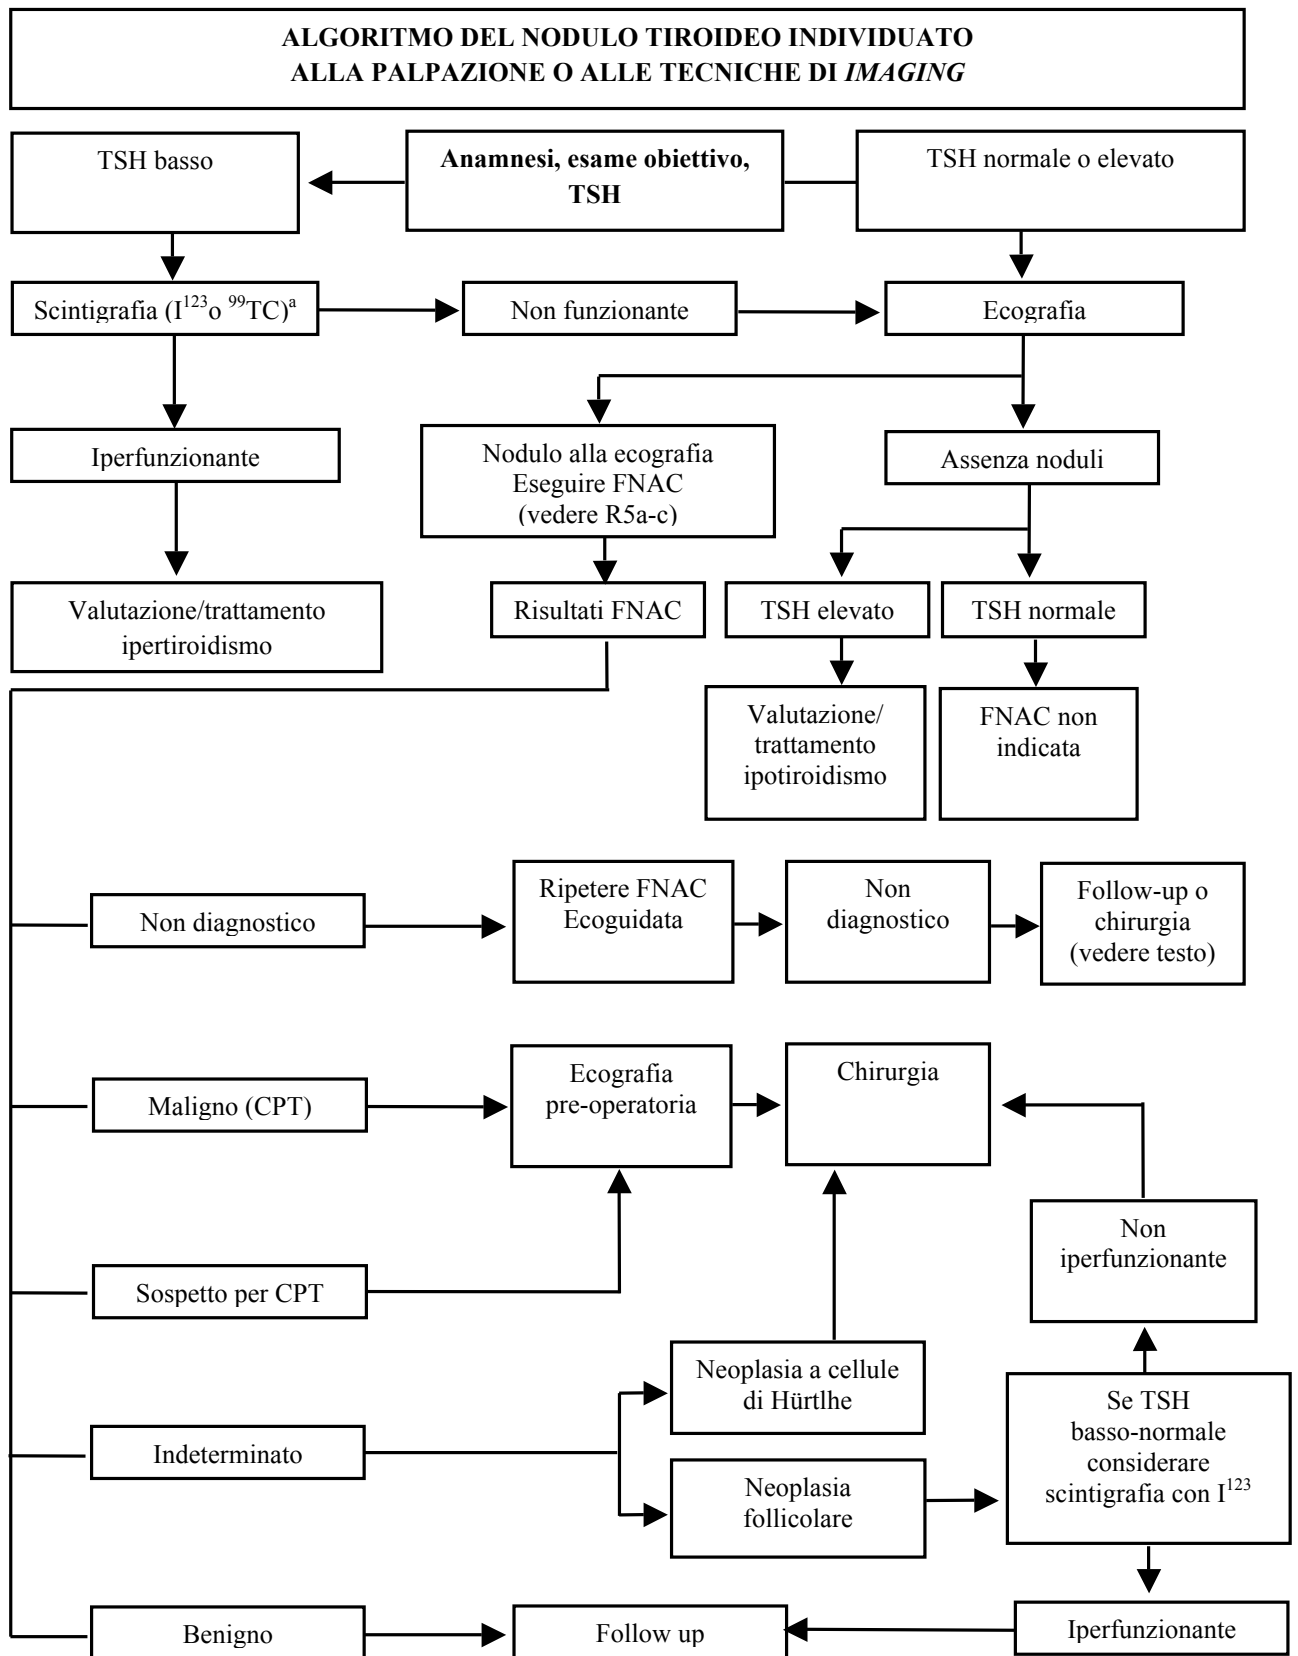 ALGORITMO DEL NODULO TIROIDEO INDIVIDUATO
ALLA PALPAZIONE O ALLE TECNICHE DI IMAGING
TSH basso
Anamnesi, esame obiettivo,
TSH
TSH normale o elevato
Scintigrafia (I¹²³o ⁹⁹TC)ᵃ
Non funzionante
Ecografia
Iperfunzionante
Nodulo alla ecografia
Eseguire FNAC
(vedere R5a-c)
Assenza noduli
Valutazione/trattamento
ipertiroidismo
Risultati FNAC
TSH elevato
TSH normale
Valutazione/
trattamento
ipotiroidismo
FNAC non
indicata
Non diagnostico
Ripetere FNAC
Ecoguidata
Non
diagnostico
Follow-up o
chirurgia
(vedere testo)
Maligno (CPT)
Ecografia
pre-operatoria
Chirurgia
Non
iperfunzionante
Sospetto per CPT
Neoplasia a cellule
di Hürtlhe
Se TSH
basso-normale
considerare
scintigrafia con I¹²³
Indeterminato
Neoplasia
follicolare
Benigno
Follow up
Iperfunzionante